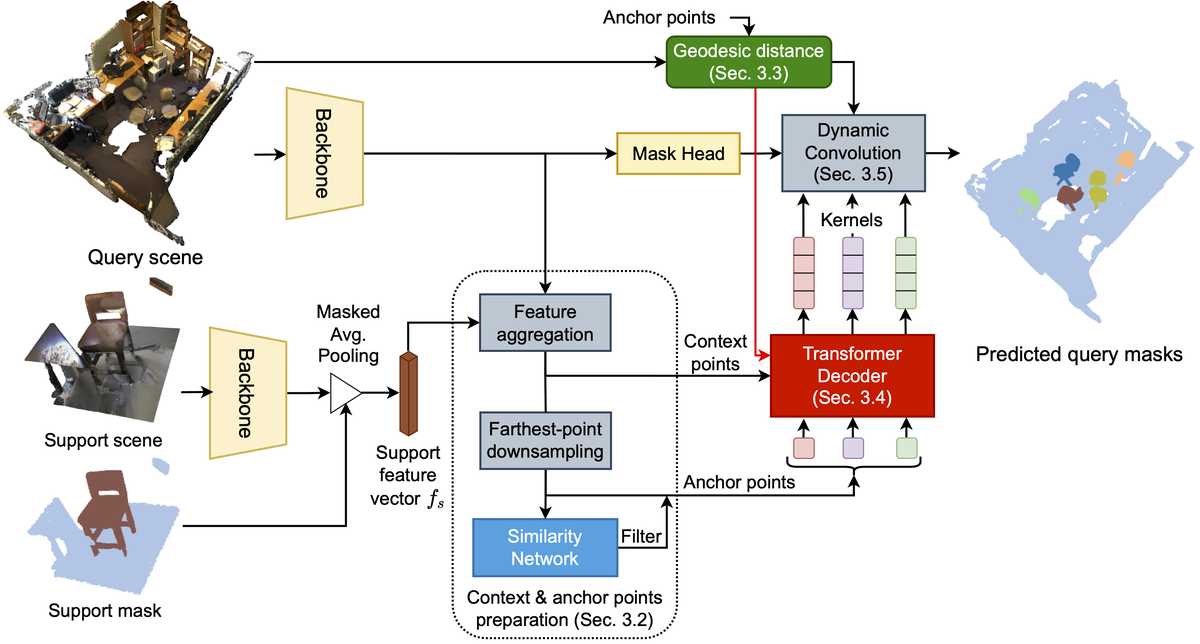 Anchor points
Geodesic distance
(Sec. 3.3)
Backbone
Mask Head
Dynamic
Convolution
(Sec. 3.5)
Kernels
Query scene
Feature
aggregation
Masked
Avg.
Pooling
Backbone
Context
points
Transformer
Decoder
(Sec. 3.4)
Predicted query masks
Support scene
Farthest-point
downsampling
Support
feature
vector fₛ
Anchor points
Similarity
Network
Filter
Support mask
Context & anchor points
preparation (Sec. 3.2)